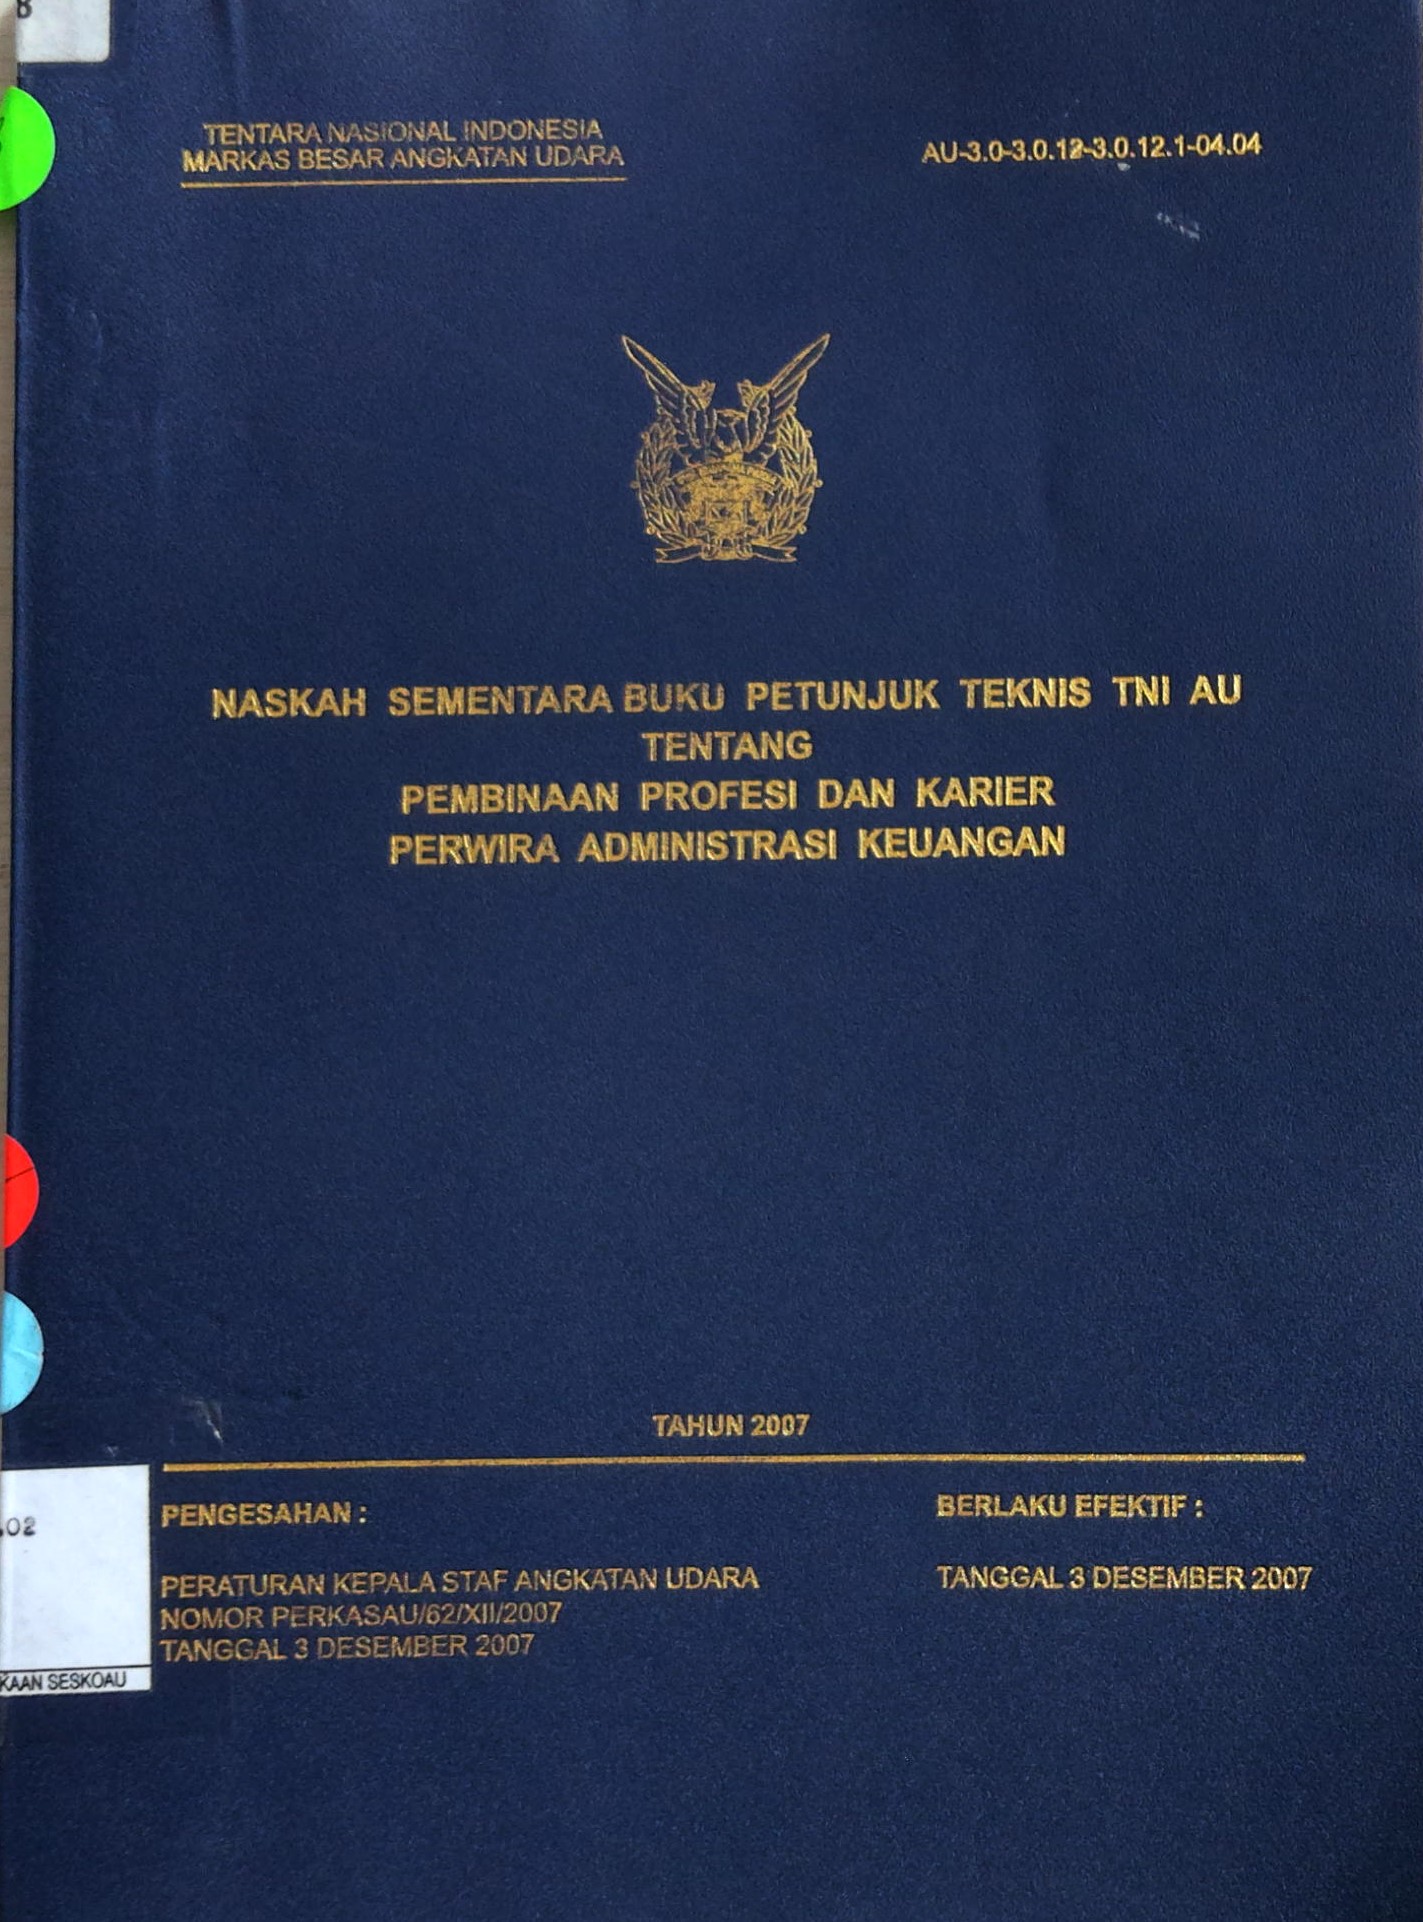 B
TENTARA NASIONAL INDONESIA
MARKAS BESAR ANGKATAN UDARA
AU-3.0-3.0.12-3.0.12.1-04.04
NASKAH SEMENTARA BUKU PETUNJUK TEKNIS TNI AU
TENTANG
PEMBINAAN PROFESI DAN KARIER
PERWIRA ADMINISTRASI KEUANGAN
TAHUN 2007
PENGESAHAN :
PERATURAN KEPALA STAF ANGKATAN UDARA
NOMOR PERKASAU/62/XII/2007
TANGGAL 3 DESEMBER 2007
BERLAKU EFEKTIF :
TANGGAL 3 DESEMBER 2007
.02
KAAN SESKOAU